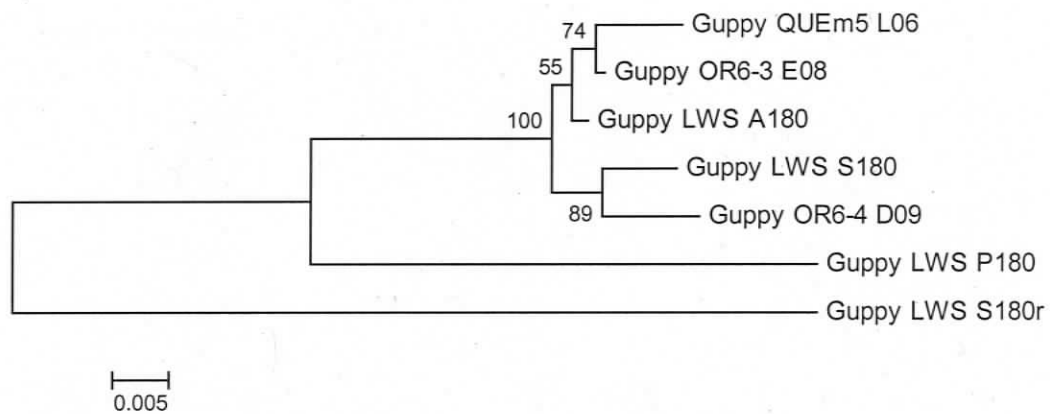 74
Guppy QUEm5 L06
55
Guppy OR6-3 E08
100
Guppy LWS A180
Guppy LWS S180
89
Guppy OR6-4 D09
Guppy LWS P180
Guppy LWS S180r
0.005